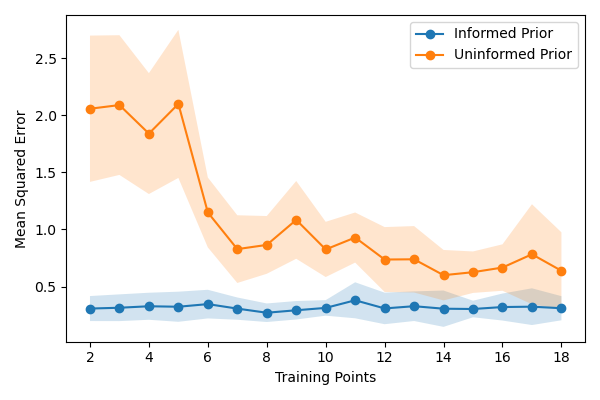 Informed Prior
Uninformed Prior
Mean Squared Error
2.5
2.0
1.5
1.0
0.5
2 4 6 8 10 12 14 16 18
Training Points